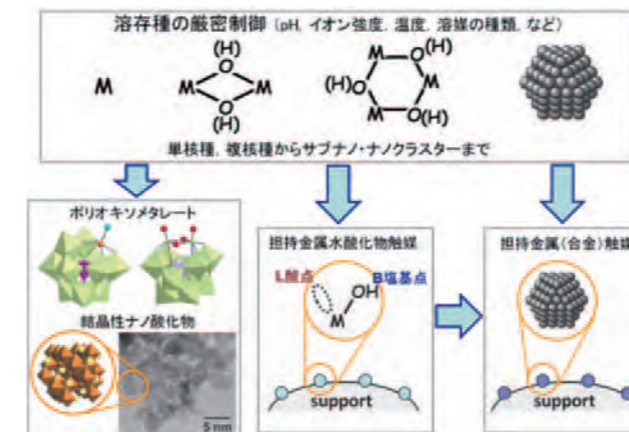 溶存種の厳密制御 (pH, イオン強度, 温度, 溶媒の種類, など)
M
(H)
O
M M
O
(H)
M O(H)
(H)O M
M O(H)
単核種, 複核種からサブナノ・ナノクラスターまで
ポリオキソメタレート
結晶性ナノ酸化物
5 nm
担持金属水酸化物触媒
L酸点
OH
B塩基点
M
support
担持金属(合金)触媒
support